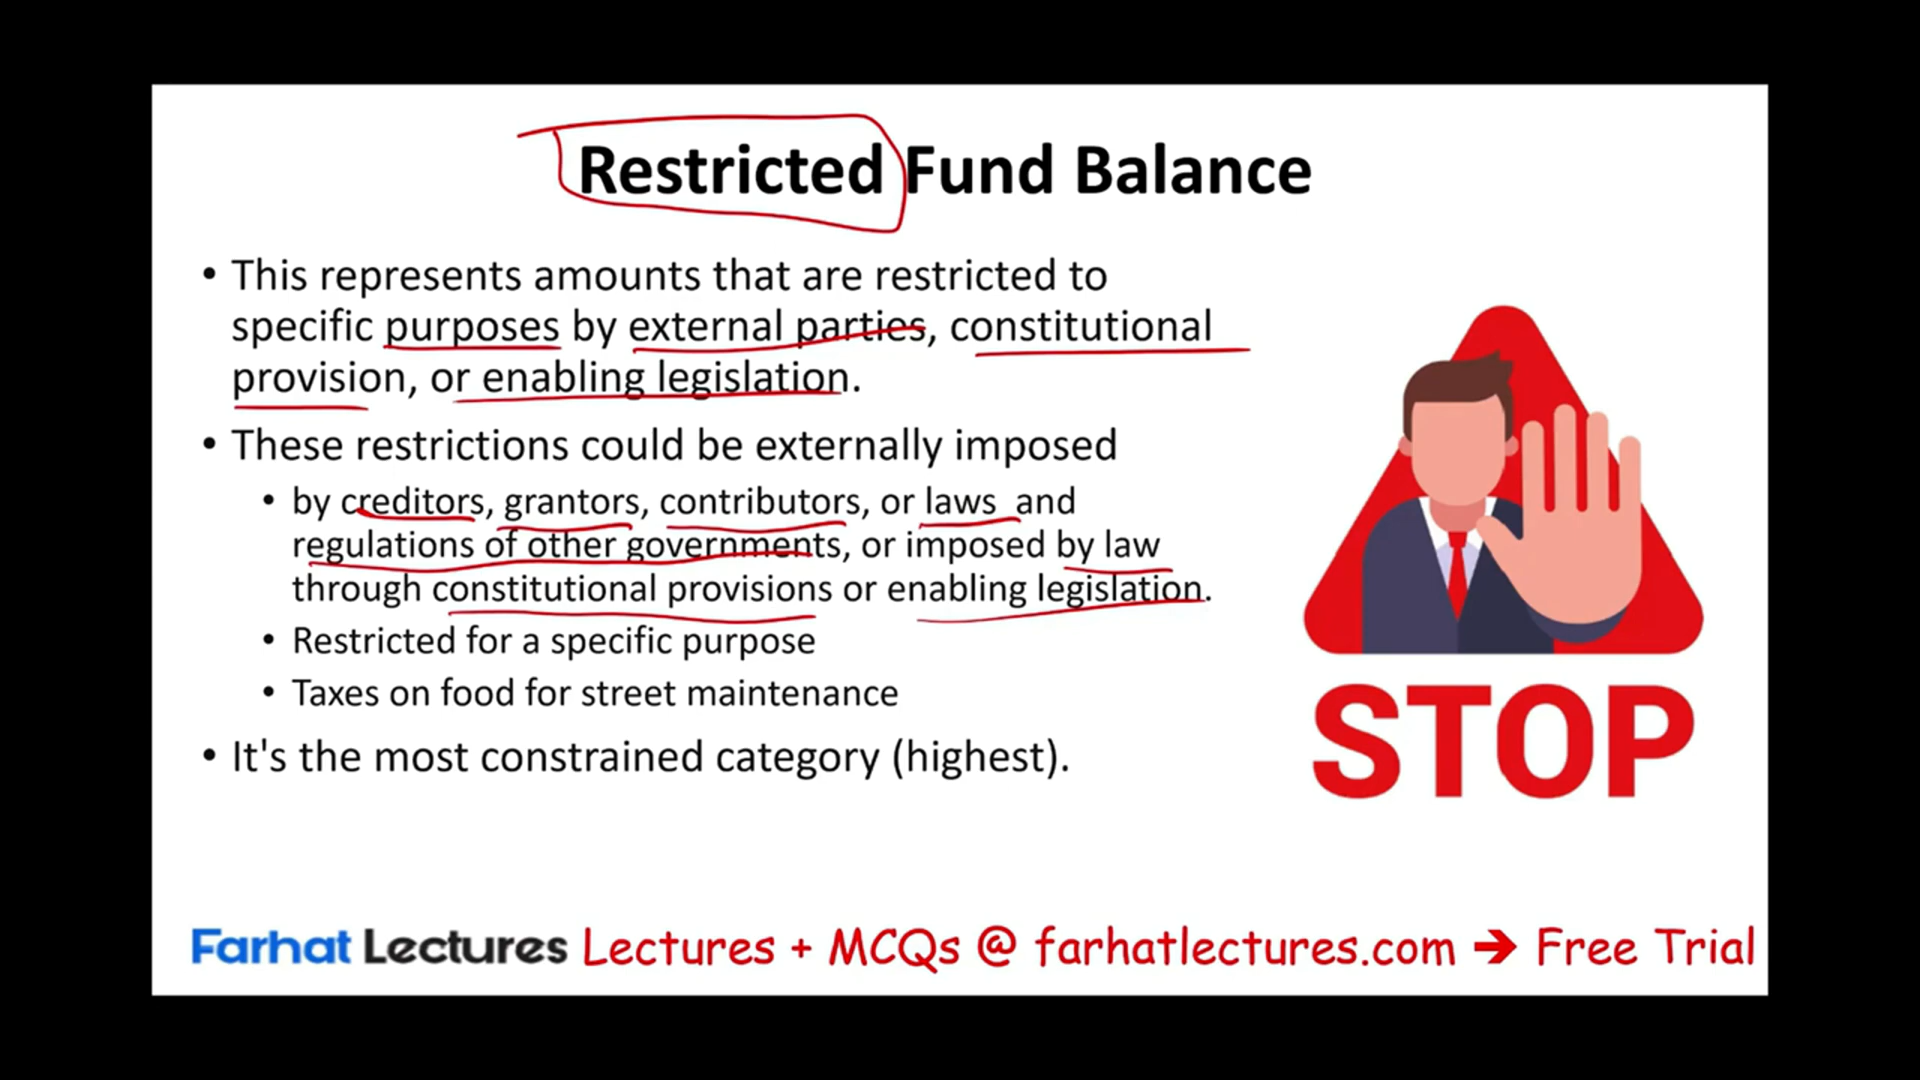 Restricted Fund Balance
• This represents amounts that are restricted to
specific purposes by external parties, constitutional
provision, or enabling legislation.
• These restrictions could be externally imposed
• by creditors, grantors, contributors, or laws and
regulations of other governments, or imposed by law
through constitutional provisions or enabling legislation.
• Restricted for a specific purpose
• Taxes on food for street maintenance
• It's the most constrained category (highest).
STOP
Farhat Lectures Lectures + MCQs @ farhatlectures.com → Free Trial